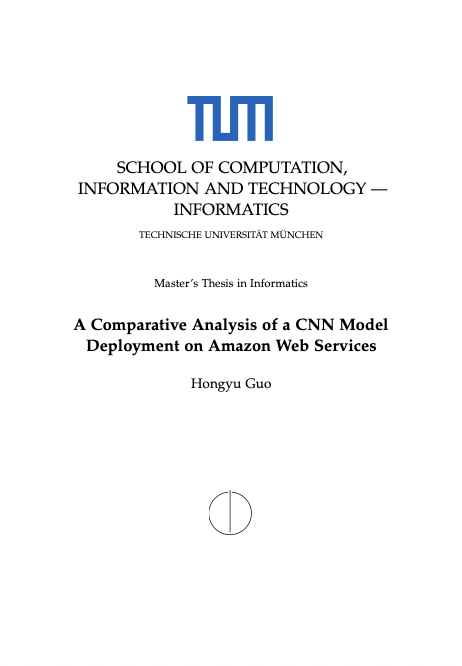 TUM
SCHOOL OF COMPUTATION,
INFORMATION AND TECHNOLOGY —
INFORMATICS
TECHNISCHE UNIVERSITÄT MÜNCHEN
Master's Thesis in Informatics
A Comparative Analysis of a CNN Model
Deployment on Amazon Web Services
Hongyu Guo